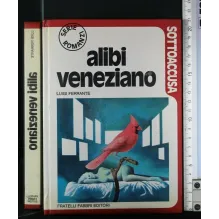 alibi veneziano
SERIE ROMANZI
alibi
veneziano
LUIGI FERRANTE
SOTTOACCUSA
FRATELLI FABBRI EDITORI